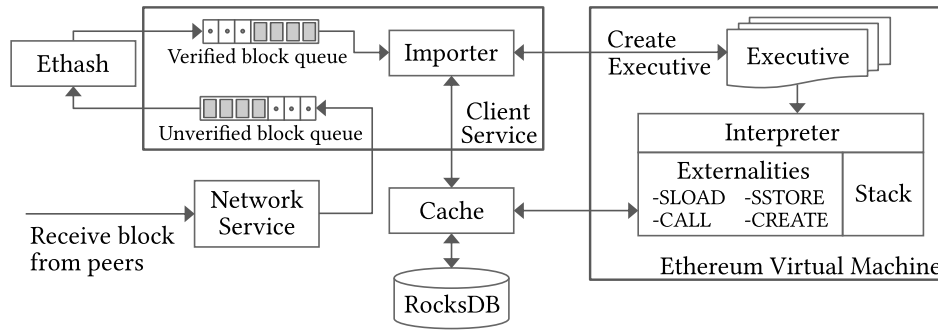 Ethash
Verified block queue
Importer
Unverified block queue
Client
Service
Network
Service
Receive block
from peers
Cache
RocksDB
Create
Executive
Executive
Interpreter
Externalities
-SLOAD -SSTORE
-CALL -CREATE
Stack
Ethereum Virtual Machine